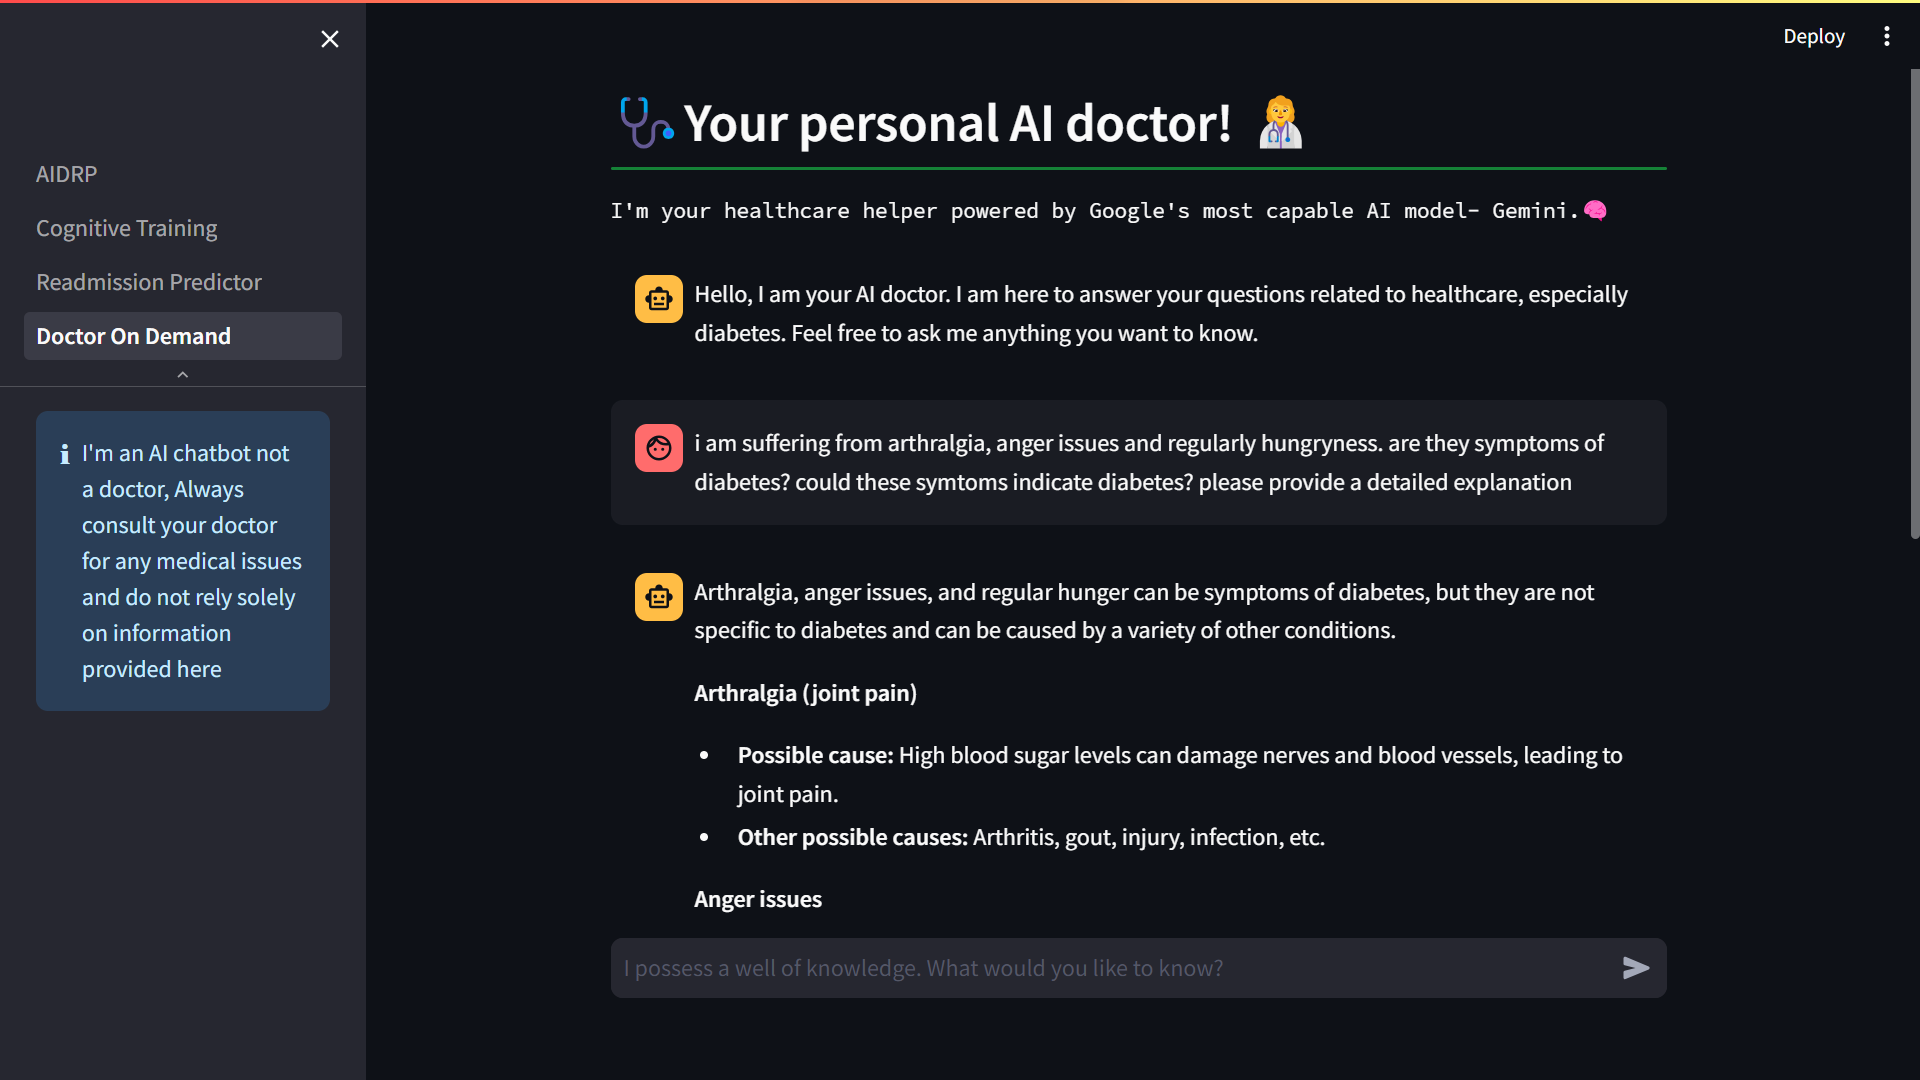 Deploy
AIDRP
Cognitive Training
Readmission Predictor
Doctor On Demand
I'm an AI chatbot not
a doctor, Always
consult your doctor
for any medical issues
and do not rely solely
on information
provided here
Your personal AI doctor!
I'm your healthcare helper powered by Google's most capable AI model- Gemini.
Hello, I am your AI doctor. I am here to answer your questions related to healthcare, especially
diabetes. Feel free to ask me anything you want to know.
i am suffering from arthralgia, anger issues and regularly hungryness. are they symptoms of
diabetes? could these symtoms indicate diabetes? please provide a detailed explanation
Arthralgia, anger issues, and regular hunger can be symptoms of diabetes, but they are not
specific to diabetes and can be caused by a variety of other conditions.
Arthralgia (joint pain)
• Possible cause: High blood sugar levels can damage nerves and blood vessels, leading to
joint pain.
• Other possible causes: Arthritis, gout, injury, infection, etc.
Anger issues
I possess a well of knowledge. What would you like to know?